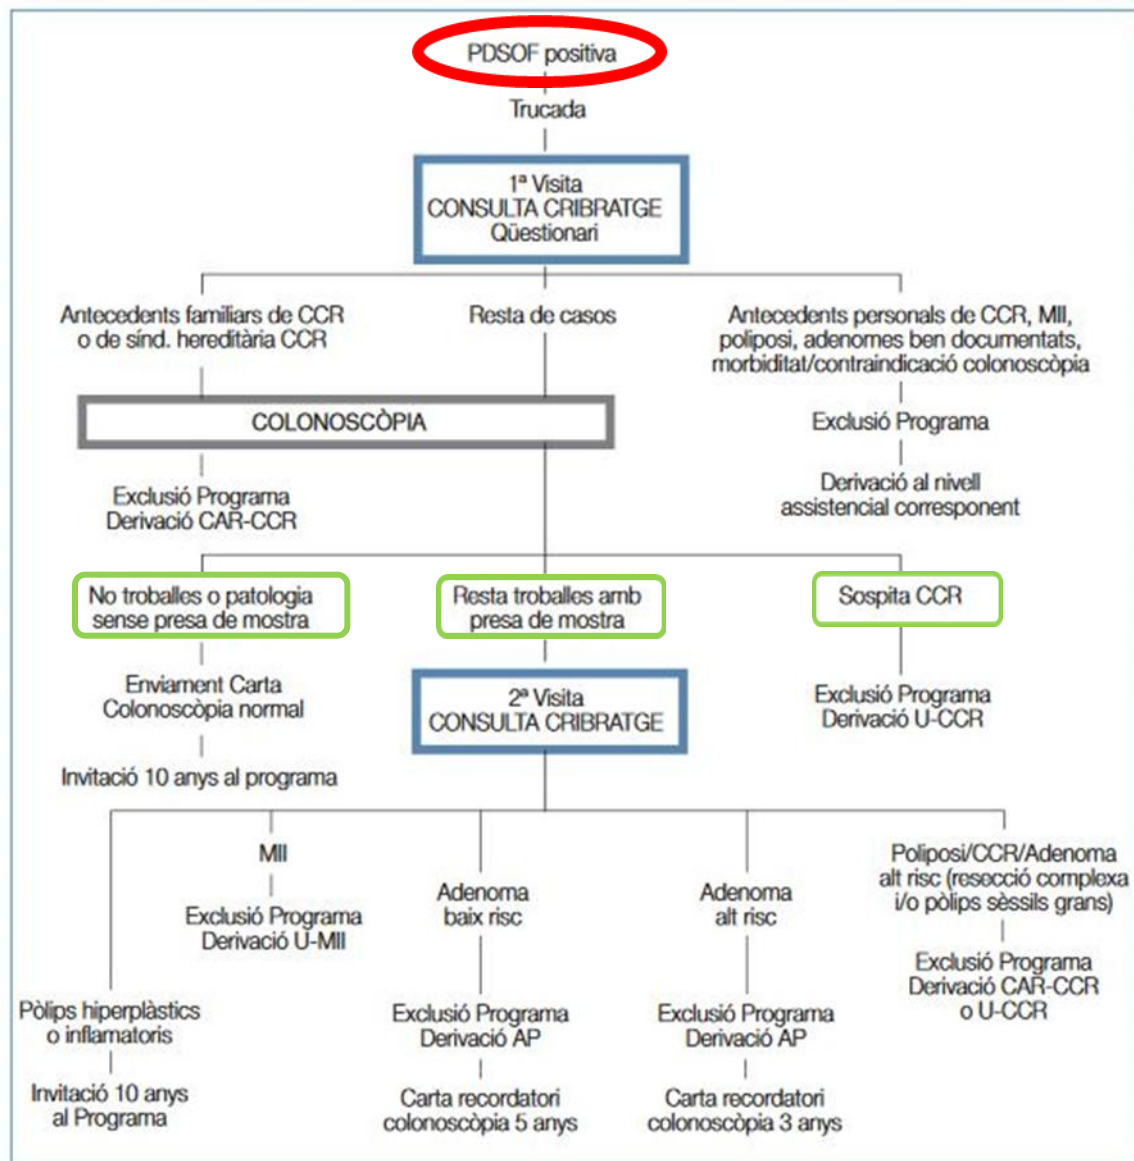 PDSOF positiva
Trucada
1ª Visita
CONSULTA CRIBRATGE
Qüestionari
Antecedents familiars de CCR
o de sínd. hereditària CCR
Resta de casos
Antecedents personals de CCR, MII,
poliposi, adenomes ben documentats,
morbiditat/contraindicació colonoscòpia
COLONOSCÒPIA
Exclusió Programa
Derivació CAR-CCR
Exclusió Programa
Derivació al nivell
assistencial corresponent
No troballes o patologia
sense presa de mostra
Resta troballes amb
presa de mostra
Sospita CCR
Enviament Carta
Colonoscòpia normal
Invitació 10 anys al programa
2ª Visita
CONSULTA CRIBRATGE
Exclusió Programa
Derivació U-CCR
Pòlips hiperplàstics
o inflamatoris
Invitació 10 anys
al Programa
MII
Exclusió Programa
Derivació U-MII
Adenoma
baix risc
Exclusió Programa
Derivació AP
Carta recordatori
colonoscòpia 5 anys
Adenoma
alt risc
Exclusió Programa
Derivació AP
Carta recordatori
colonoscòpia 3 anys
Poliposi/CCR/Adenoma
alt risc (resecció complexa
i/o pòlips sèssils grans)
Exclusió Programa
Derivació CAR-CCR
o U-CCR